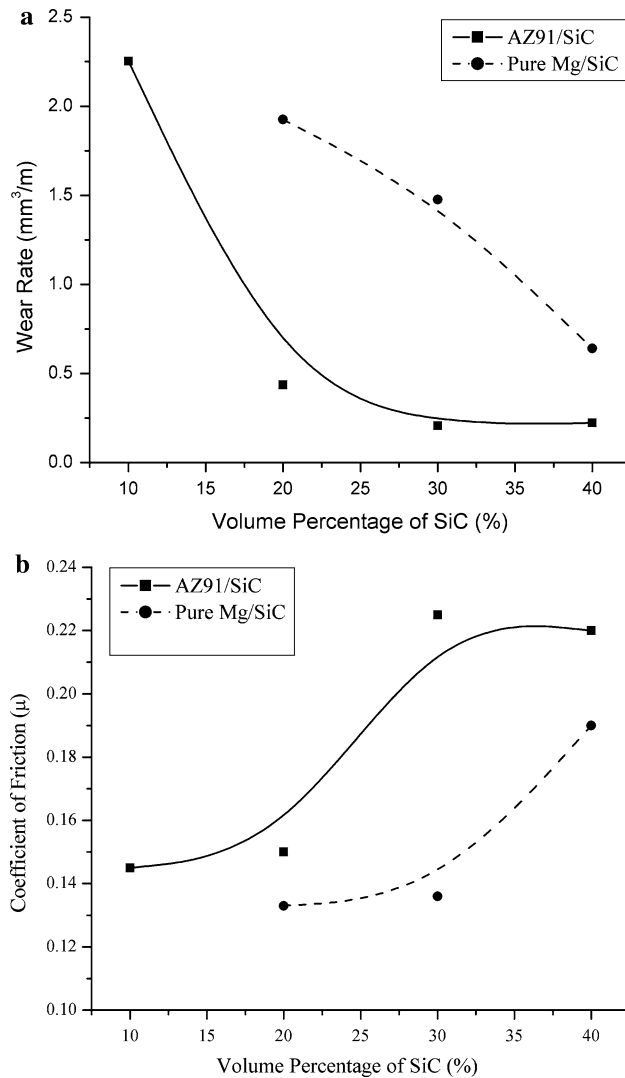 a
AZ91/SiC
Pure Mg/SiC
2.5
2.0
1.5
1.0
0.5
0.0
Wear Rate (mm³/m)
10 15 20 25 30 35 40
Volume Percentage of SiC (%)
b
AZ91/SiC
Pure Mg/SiC
0.24
0.22
0.20
0.18
0.16
0.14
0.12
0.10
Coefficient of Friction (μ)
10 15 20 25 30 35 40
Volume Percentage of SiC (%)